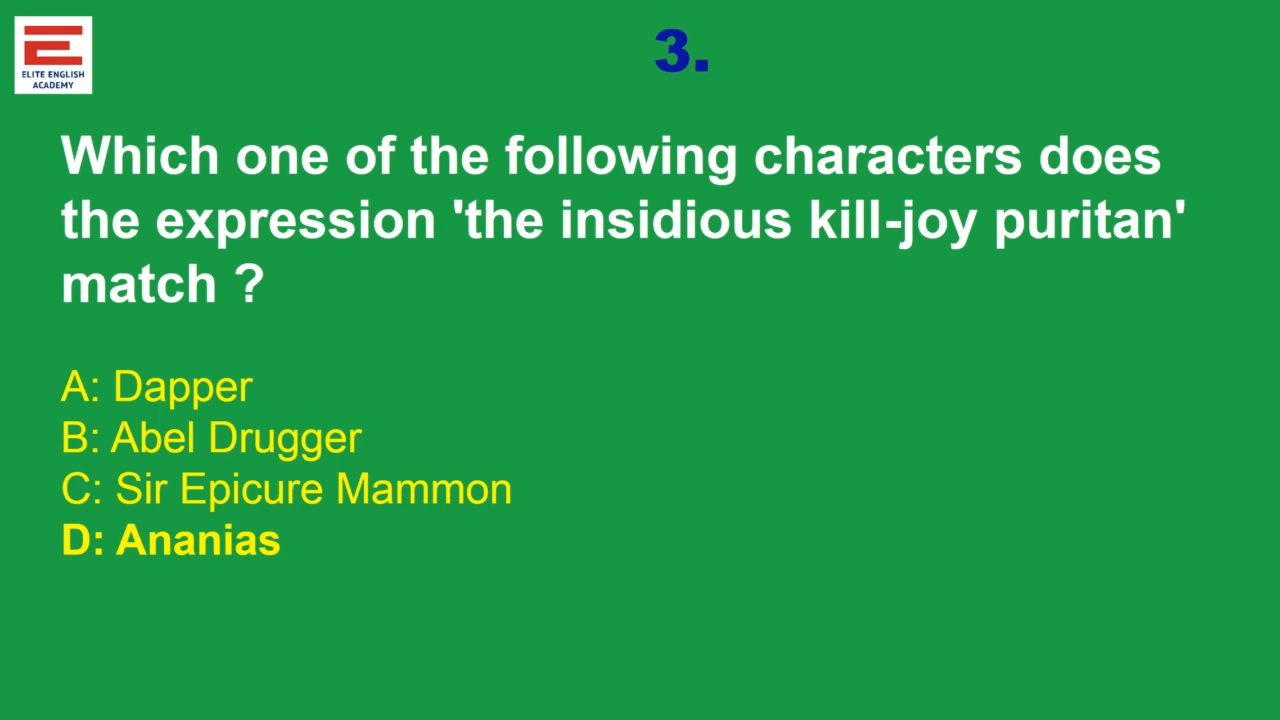 ELITE ENGLISH
ACADEMY
3.
Which one of the following characters does
the expression 'the insidious kill-joy puritan'
match ?
A: Dapper
B: Abel Drugger
C: Sir Epicure Mammon
D: Ananias